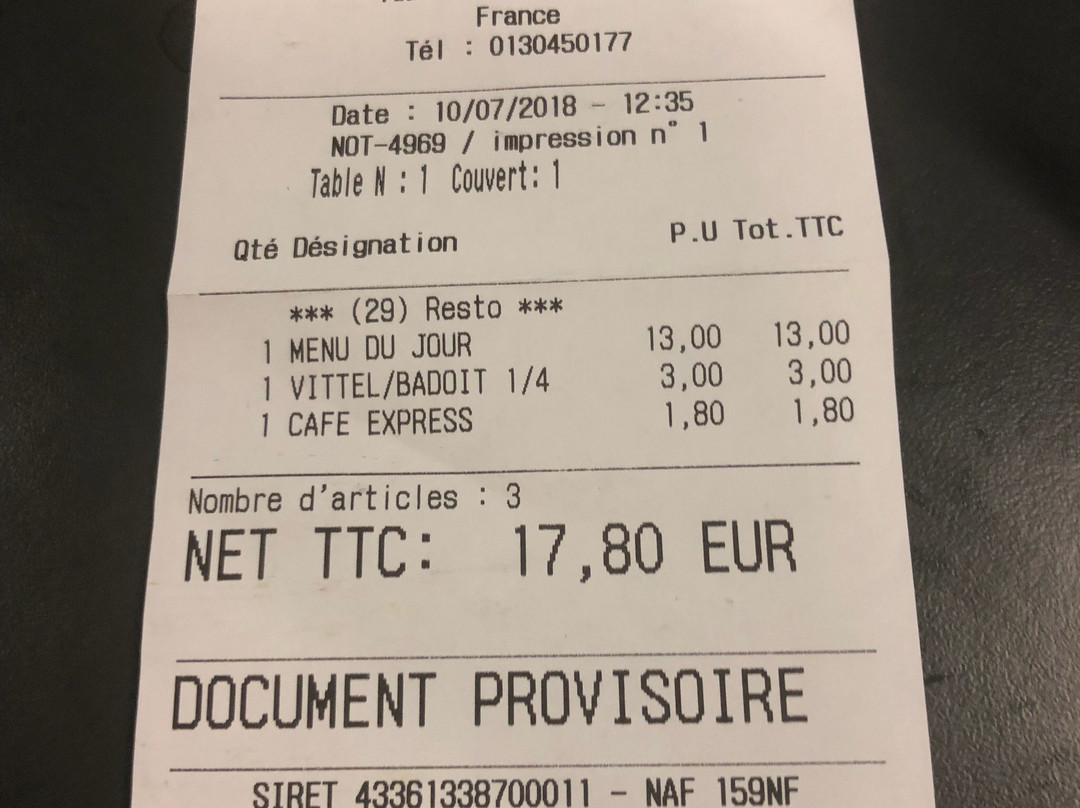 France
Tél : 0130450177
Date : 10/07/2018 - 12:35
NOT-4969 / impression n° 1
Table N : 1 Couvert: 1
Qté Désignation P.U Tot.TTC
*** (29) Resto ***
1 MENU DU JOUR 13,00 13,00
1 VITTEL/BADOIT 1/4 3,00 3,00
1 CAFE EXPRESS 1,80 1,80
Nombre d'articles : 3
NET TTC: 17,80 EUR
DOCUMENT PROVISOIRE
SIRET 43361338700011 - NAF 159NF